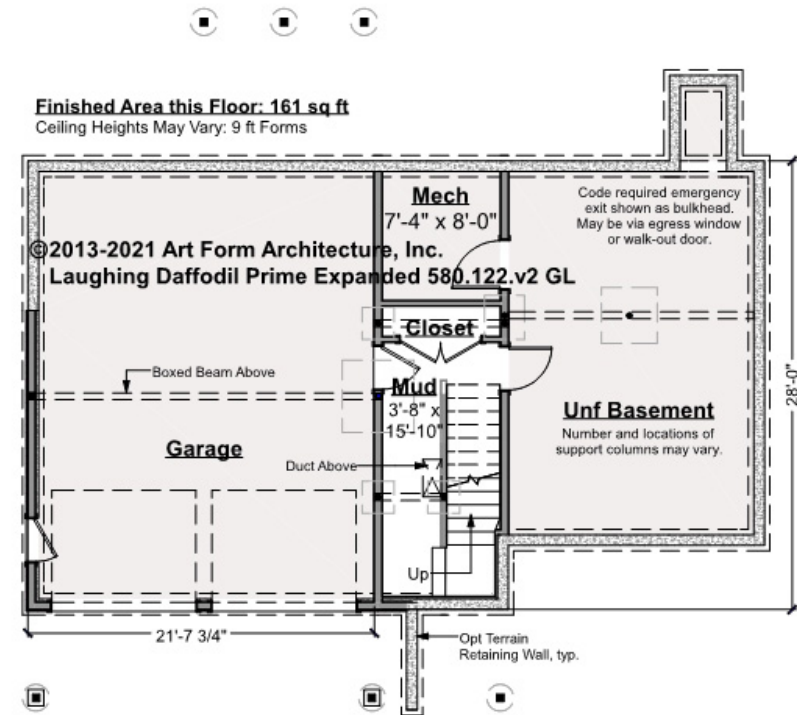 Finished Area this Floor: 161 sq ft
Ceiling Heights May Vary: 9 ft Forms
Mech
7'-4" x 8'-0"
Code required emergency
exit shown as bulkhead.
May be via egress window
or walk-out door.
©2013-2021 Art Form Architecture, Inc.
Laughing Daffodil Prime Expanded 580.122.v2 GL
Closet
Boxed Beam Above
Mud
3'-8" x
15'-10"
Unf Basement
Number and locations of
support columns may vary.
28'-0"
Garage
Duct Above
Up
21'-7 3/4"
Opt Terrain
Retaining Wall, typ.